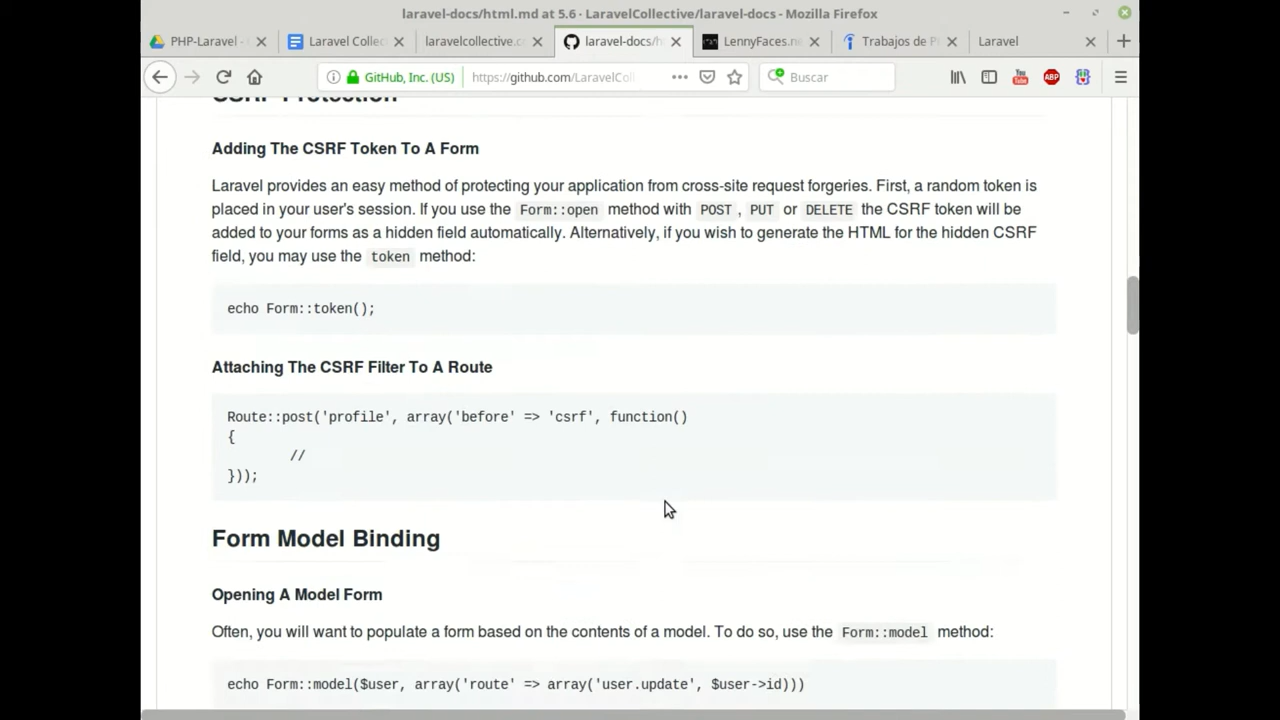 laravel-docs/html.md at 5.6 - LaravelCollective/laravel-docs - Mozilla Firefox
PHP-Laravel - Laravel Collec laravelcollective.c laravel-docs/h LennyFaces.ne Trabajos de P Laravel
GitHub, Inc. (US) https://github.com/LaravelColl Buscar
CSRF Protection
Adding The CSRF Token To A Form
Laravel provides an easy method of protecting your application from cross-site request forgeries. First, a random token is
placed in your user's session. If you use the Form::open method with POST , PUT or DELETE the CSRF token will be
added to your forms as a hidden field automatically. Alternatively, if you wish to generate the HTML for the hidden CSRF
field, you may use the token method:
echo Form::token();
Attaching The CSRF Filter To A Route
Route::post('profile', array('before' => 'csrf', function()
{
//
}));
Form Model Binding
Opening A Model Form
Often, you will want to populate a form based on the contents of a model. To do so, use the Form::model method:
echo Form::model($user, array('route' => array('user.update', $user->id)))